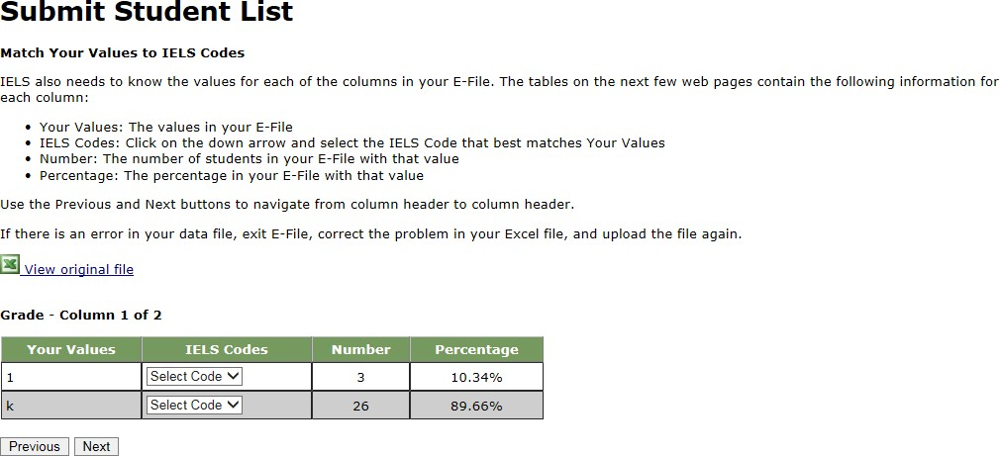 Submit Student List
Match Your Values to IELS Codes
IELS also needs to know the values for each of the columns in your E-File. The tables on the next few web pages contain the following information for
each column:
• Your Values: The values in your E-File
• IELS Codes: Click on the down arrow and select the IELS Code that best matches Your Values
• Number: The number of students in your E-File with that value
• Percentage: The percentage in your E-File with that value
Use the Previous and Next buttons to navigate from column header to column header.
If there is an error in your data file, exit E-File, correct the problem in your Excel file, and upload the file again.
View original file
Grade - Column 1 of 2
Your Values IELS Codes Number Percentage
1 Select Code 3 10.34%
k Select Code 26 89.66%
Previous Next